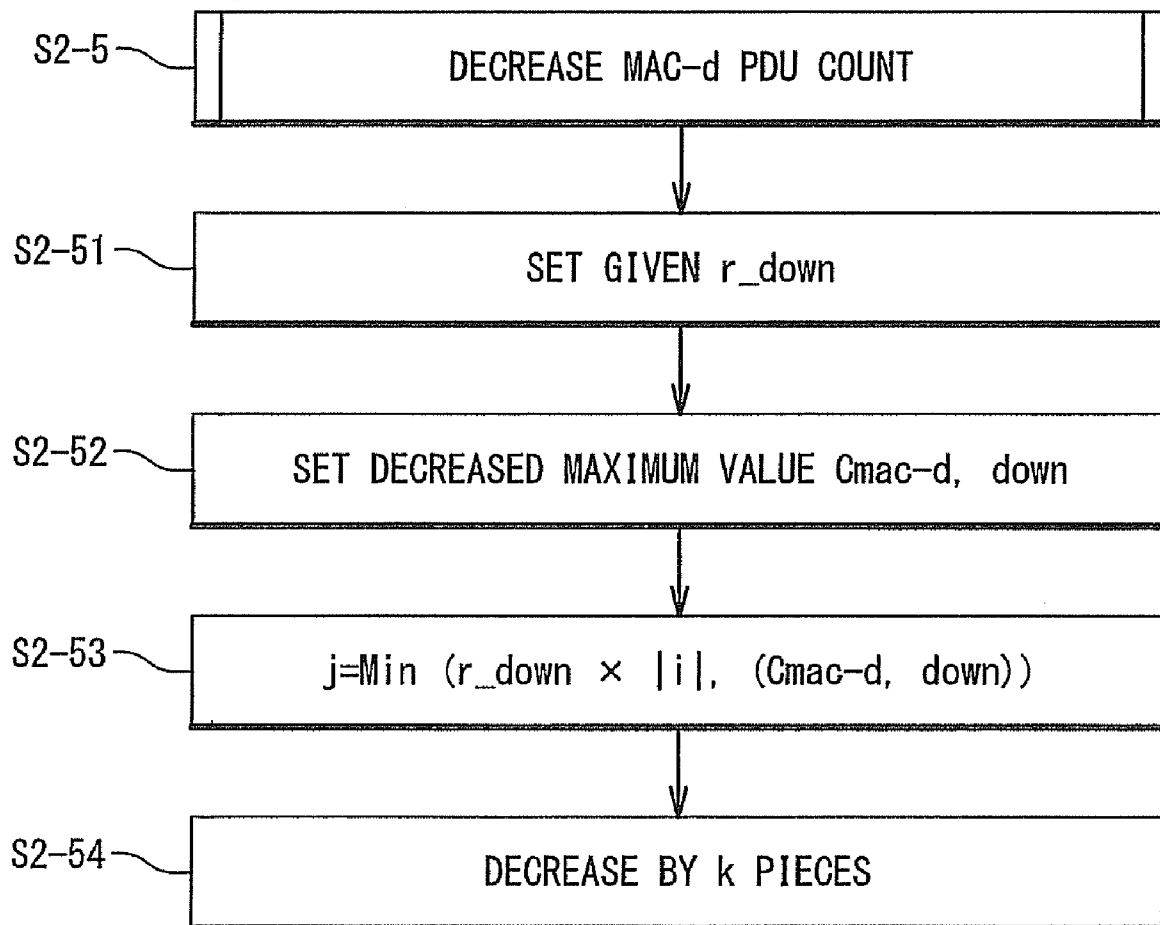 S2-5 DECREASE MAC-d PDU COUNT
S2-51 SET GIVEN r_down
S2-52 SET DECREASED MAXIMUM VALUE Cmac-d, down
S2-53 j=Min (r_down × |i|, (Cmac-d, down))
S2-54 DECREASE BY k PIECES